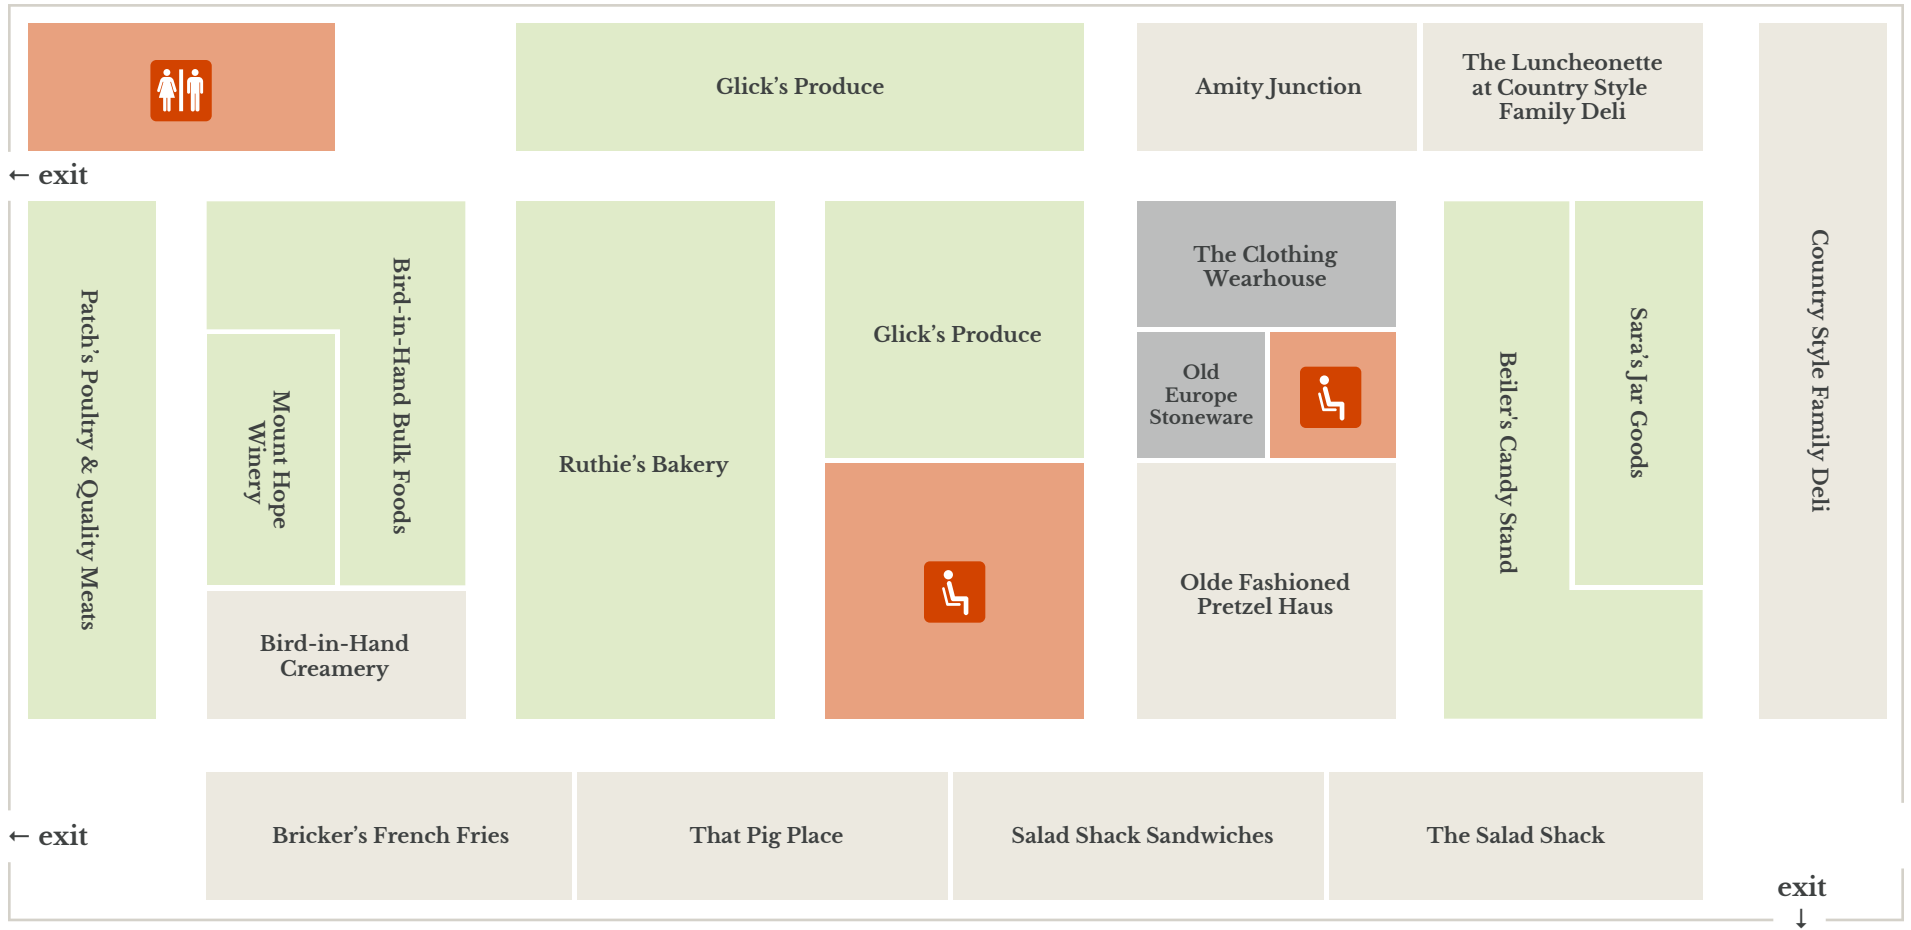 Glick’s Produce
Amity Junction
The Luncheonette
at Country Style
Family Deli
← exit
Patch’s Poultry & Quality Meats
Bird-in-Hand Bulk Foods
Mount Hope
Winery
Bird-in-Hand
Creamery
Ruthie’s Bakery
Glick’s Produce
The Clothing
Wearhouse
Old
Europe
Stoneware
Olde Fashioned
Pretzel Haus
Beiler's Candy Stand
Sara’s Jar Goods
Country Style Family Deli
← exit
Bricker’s French Fries
That Pig Place
Salad Shack Sandwiches
The Salad Shack
exit
↓